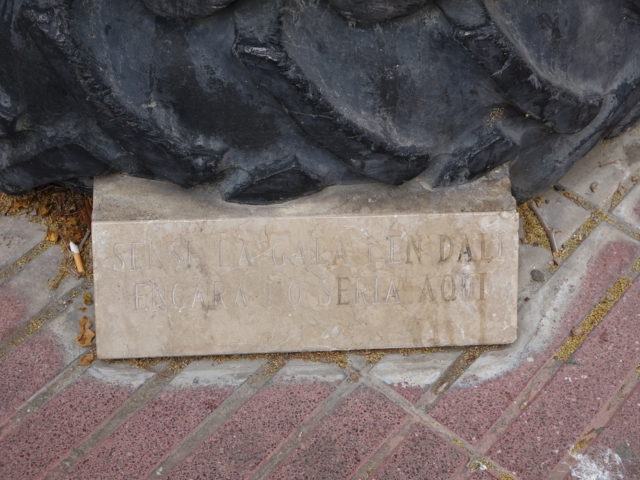 SENSE LA GALA I EN DALI
ENCARA NO SERIA AQUI